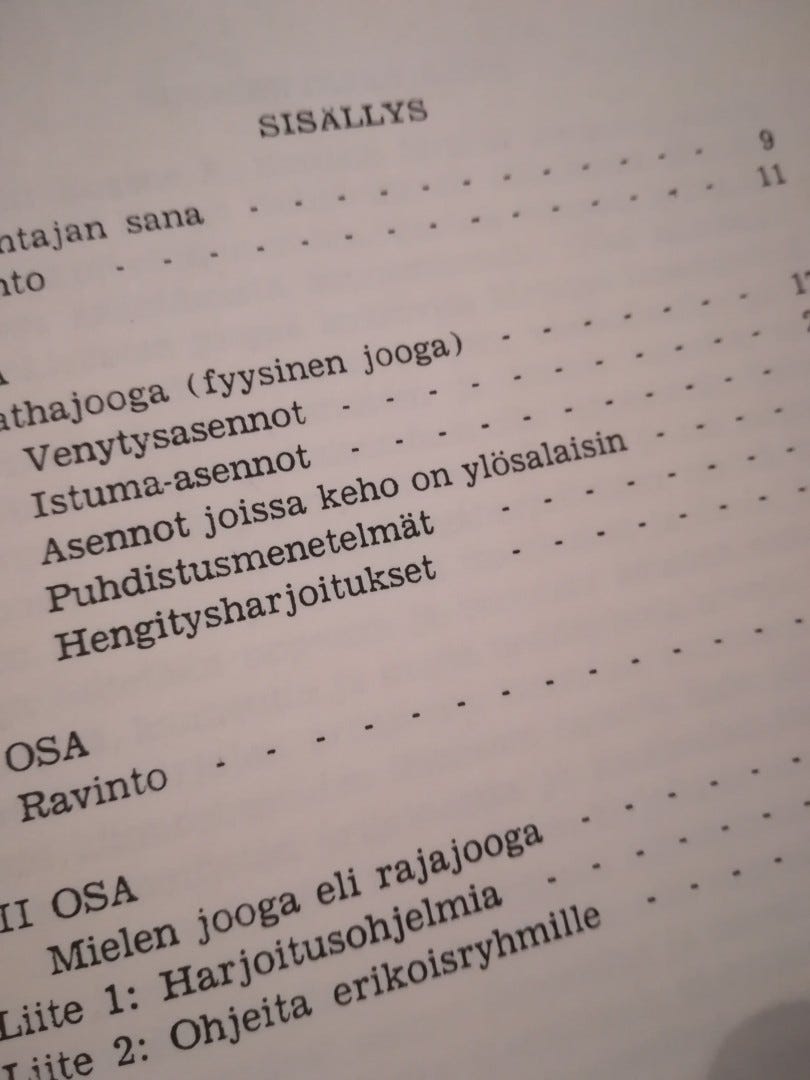 SISÄLLYS
ntajan sana . . . . . . . . . . . 9
nto . . . . . . . . . . . . . . 11
A
athajooga (fyysinen jooga) . . . . . . 17
Venytysasennot . . . . . . . . .
Istuma-asennot . . . . . . . . .
Asennot joissa keho on ylösalaisin . . . .
Puhdistusmenetelmät . . . . . . .
Hengitysharjoitukset . . . . . . .
OSA
Ravinto . . . . . . . . . . . . .
II OSA
Mielen jooga eli rajajooga . . . . .
Liite 1: Harjoitusohjelmia . . . . . .
Liite 2: Ohjeita erikoisryhmille . . . .